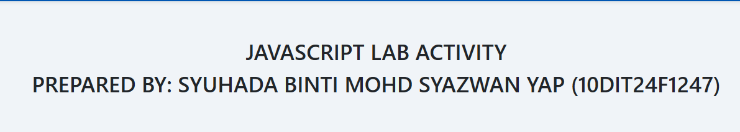 JAVASCRIPT LAB ACTIVITY
PREPARED BY: SYUHADA BINTI MOHD SYAZWAN YAP (10DIT24F1247)